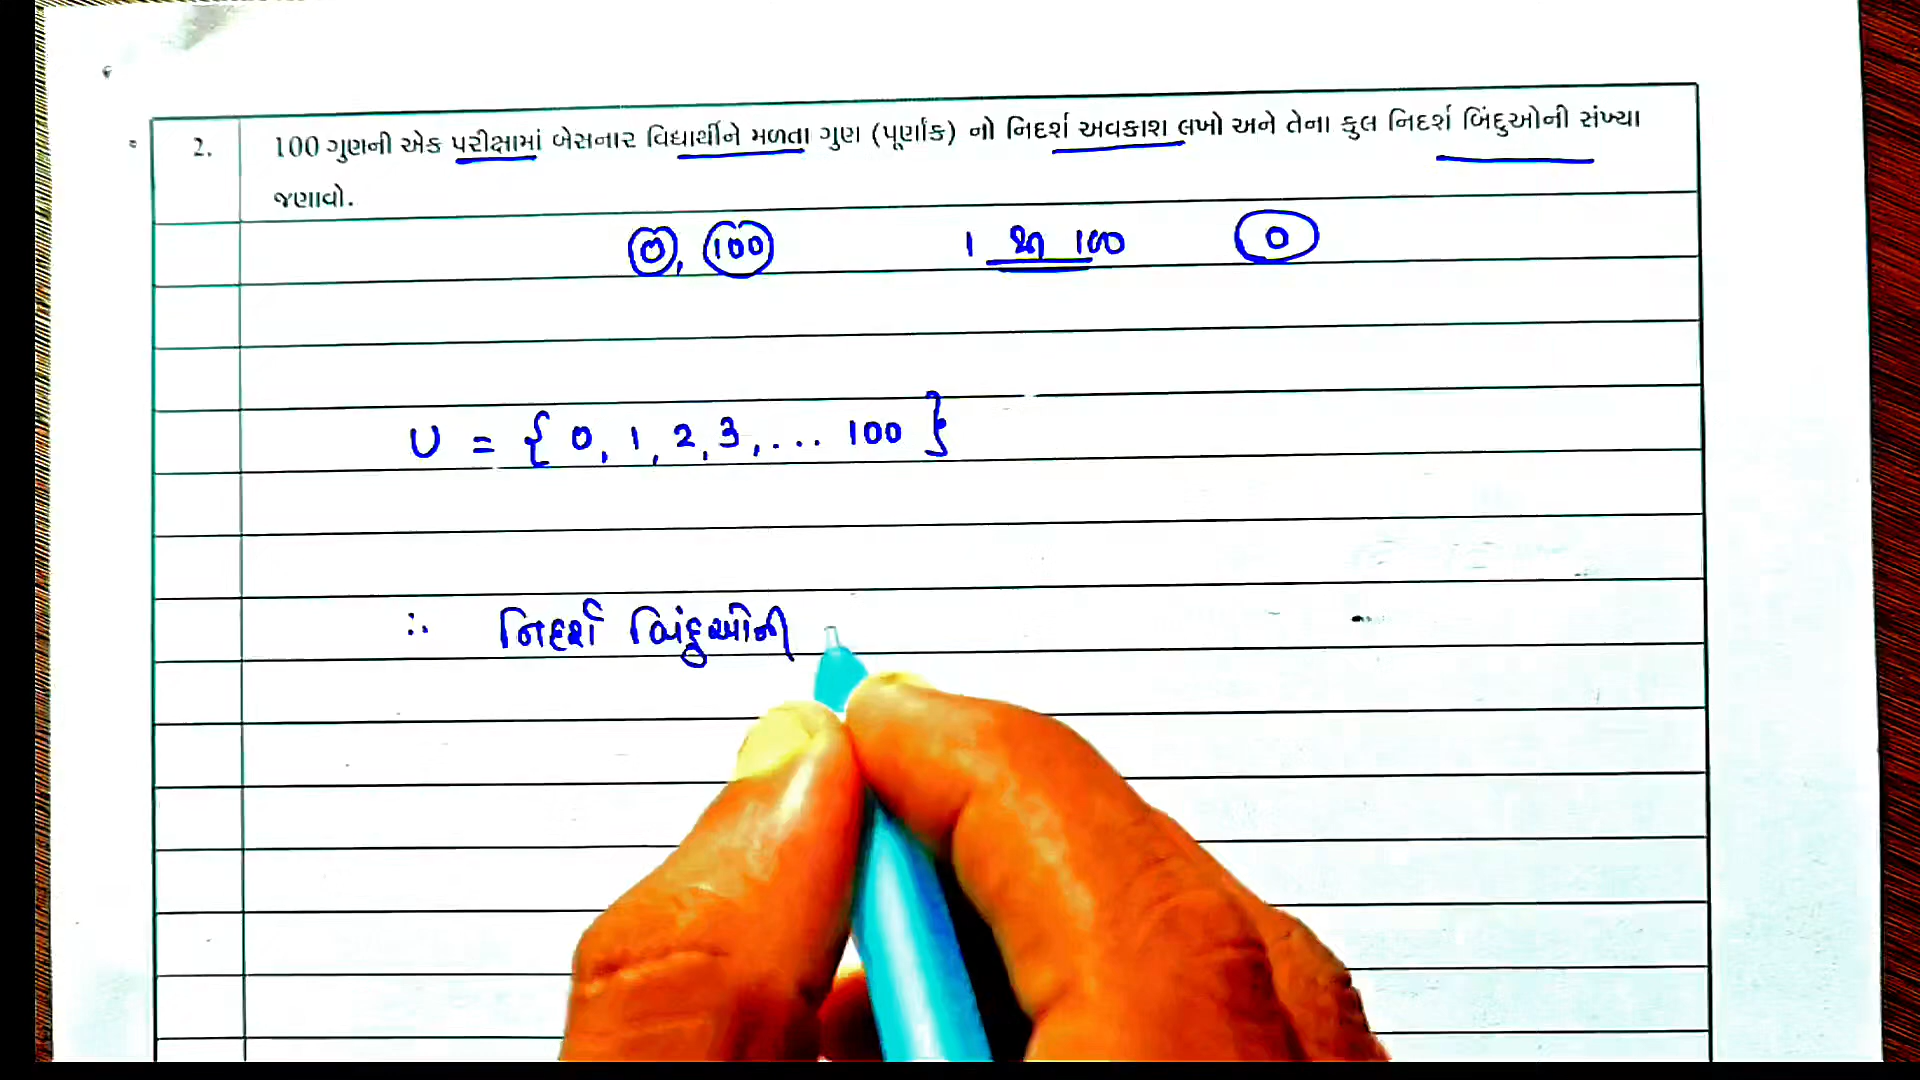 2. 100 ગુણની એક પરીક્ષામાં બેસનાર વિદ્યાર્થીને મળતા ગુણ (પૂર્ણાંક) નો નિદર્શ અવકાશ લખો અને તેના કુલ નિદર્શ બિંદુઓની સંખ્યા
જણાવો.
0, 100 1 થી 100 0
U = { 0, 1, 2, 3, ... 100 }
∴ નિદર્શ બિંદુઓની